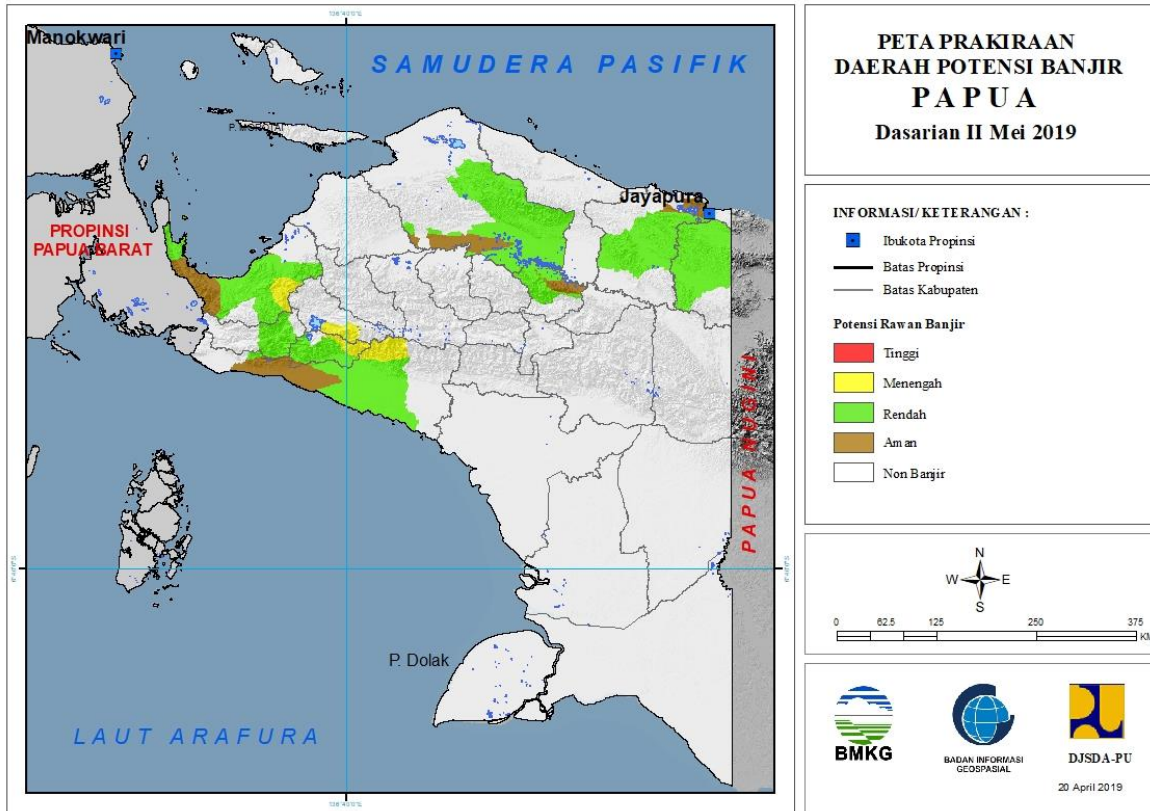 Manokwari
SAMUDERA PASIFIK
Jayapura
PROPINSI
PAPUA BARAT
PAPUA NUGINI
P. Dolak
LAUT ARAFURA
PETA PRAKIRAAN
DAERAH POTENSI BANJIR
PAPUA
Dasarian II Mei 2019
INFORMASI/ KETERANGAN :
Ibukota Propinsi
Batas Propinsi
Batas Kabupaten
Potensi Rawan Banjir
Tinggi
Menengah
Rendah
Aman
Non Banjir
N
W E
S
0 62.5 125 250 375
KM
BMKG
BADAN INFORMASI
GEOSPASIAL
DJSDA-PU
20 April 2019